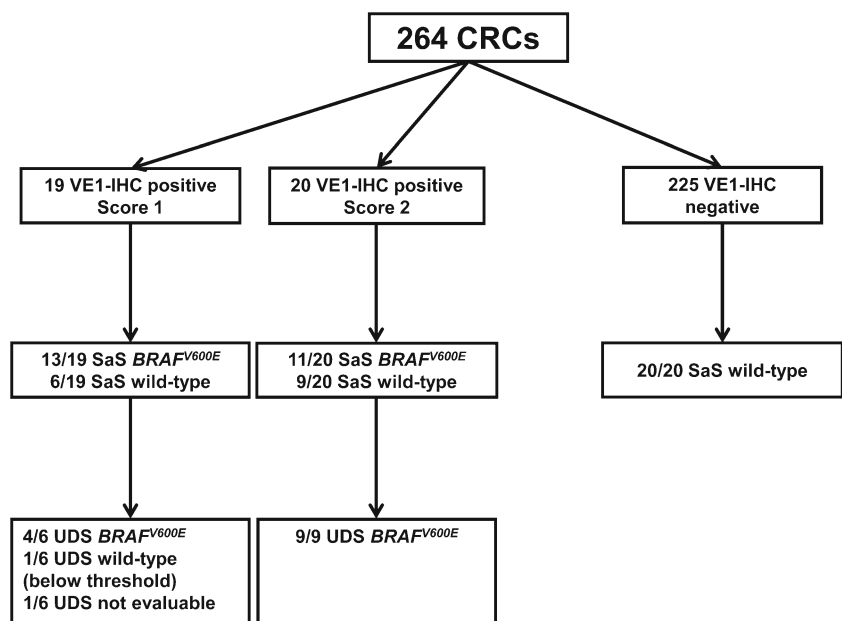 264 CRCs
19 VE1-IHC positive
Score 1
20 VE1-IHC positive
Score 2
225 VE1-IHC
negative
13/19 SaS BRAFV600E
6/19 SaS wild-type
11/20 SaS BRAFV600E
9/20 SaS wild-type
20/20 SaS wild-type
4/6 UDS BRAFV600E
1/6 UDS wild-type
(below threshold)
1/6 UDS not evaluable
9/9 UDS BRAFV600E